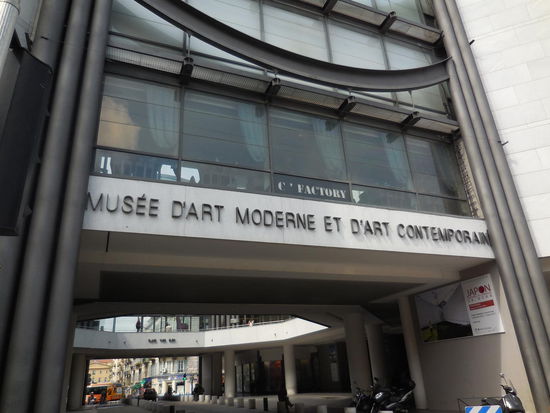 C' FACTORY
MUSÉE D'ART MODERNE ET D'ART CONTEMPORAIN
JAPON